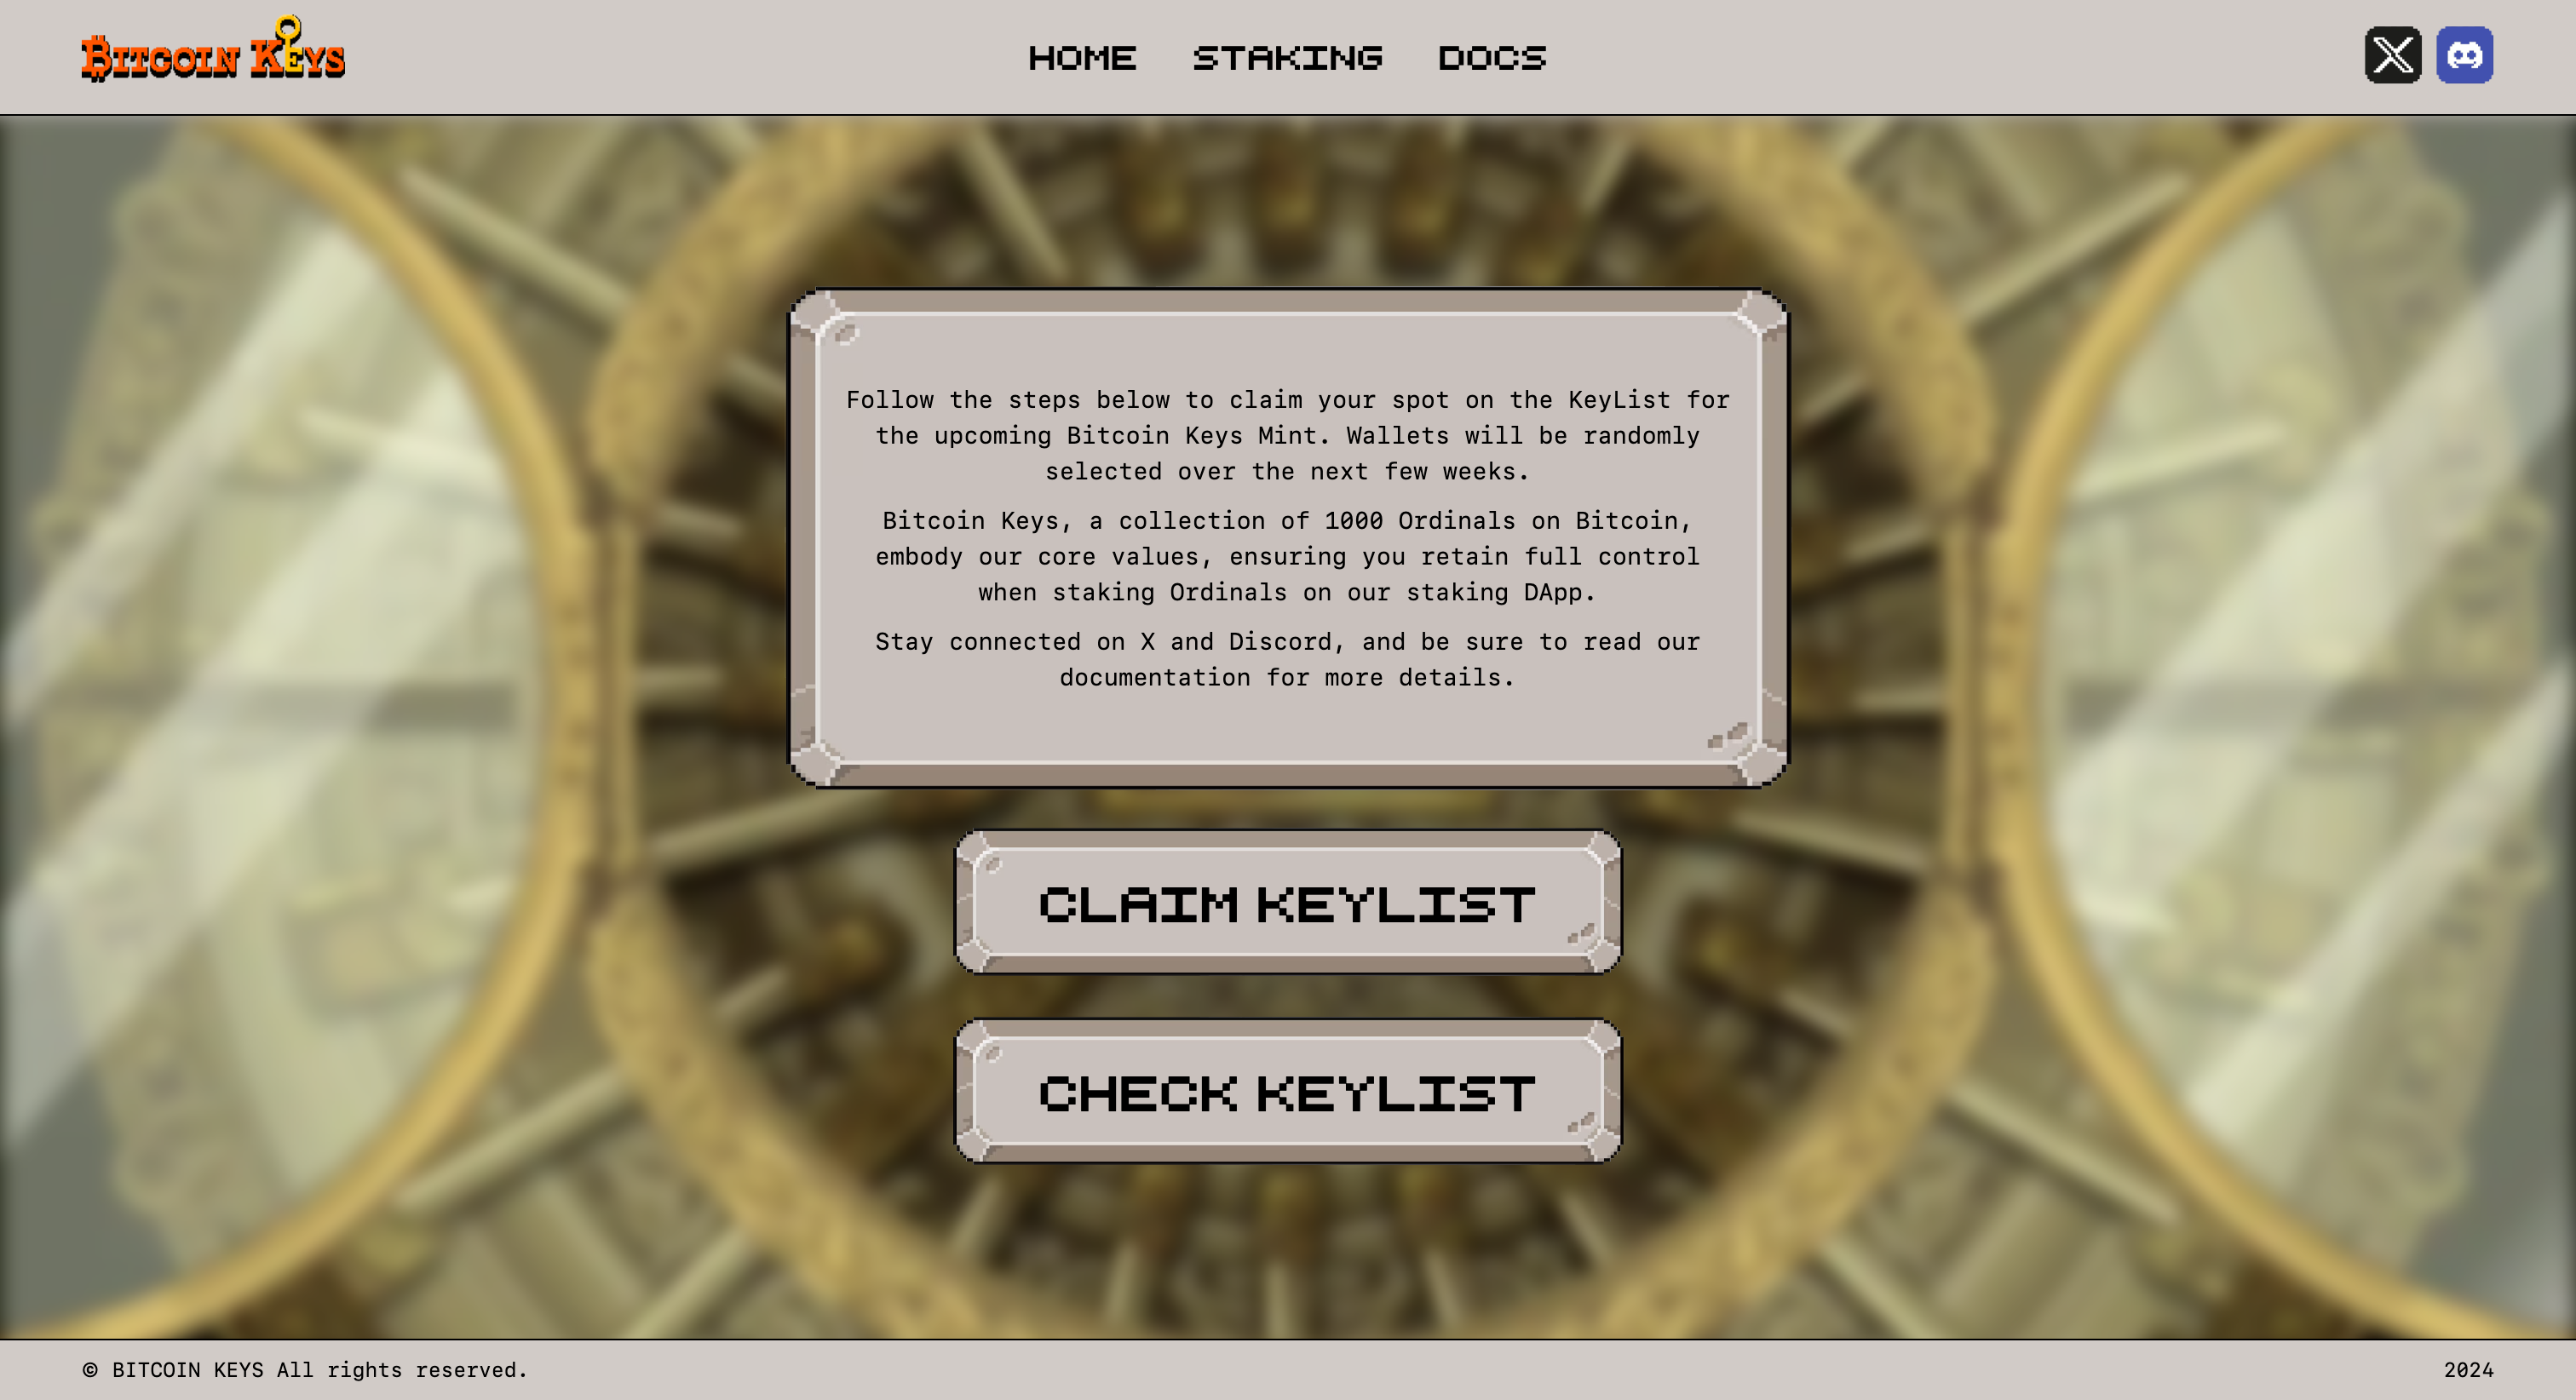 BITCOIN KEYS
HOME STAKING DOCS
Follow the steps below to claim your spot on the KeyList for
the upcoming Bitcoin Keys Mint. Wallets will be randomly
selected over the next few weeks.
Bitcoin Keys, a collection of 1000 Ordinals on Bitcoin,
embody our core values, ensuring you retain full control
when staking Ordinals on our staking DApp.
Stay connected on X and Discord, and be sure to read our
documentation for more details.
CLAIM KEYLIST
CHECK KEYLIST
© BITCOIN KEYS All rights reserved.
2024